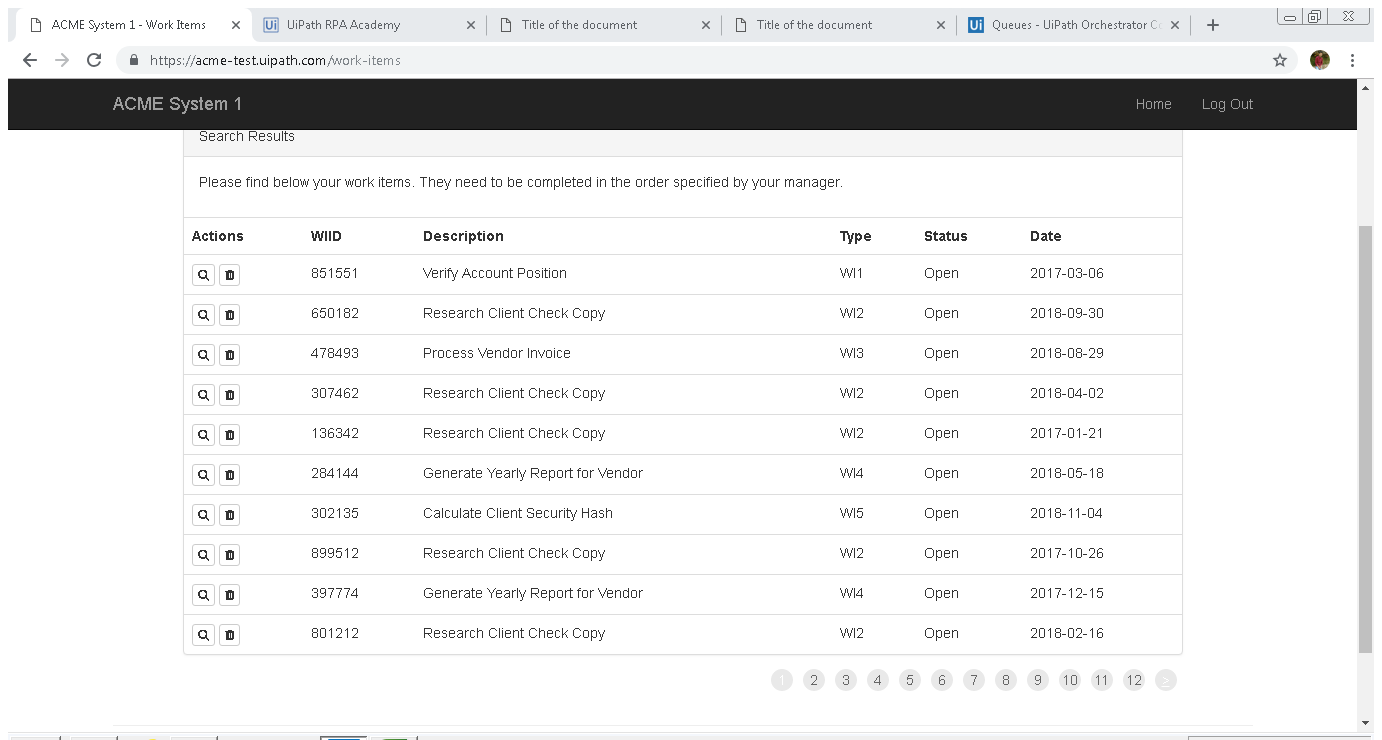 ACME System 1 - Work Items UiPath RPA Academy Title of the document Title of the document Queues - UiPath Orchestrator
https://acme-test.uipath.com/work-items
ACME System 1 Home Log Out
Search Results
Please find below your work items. They need to be completed in the order specified by your manager.
Actions WIID Description Type Status Date
851551 Verify Account Position WI1 Open 2017-03-06
650182 Research Client Check Copy WI2 Open 2018-09-30
478493 Process Vendor Invoice WI3 Open 2018-08-29
307462 Research Client Check Copy WI2 Open 2018-04-02
136342 Research Client Check Copy WI2 Open 2017-01-21
284144 Generate Yearly Report for Vendor WI4 Open 2018-05-18
302135 Calculate Client Security Hash WI5 Open 2018-11-04
899512 Research Client Check Copy WI2 Open 2017-10-26
397774 Generate Yearly Report for Vendor WI4 Open 2017-12-15
801212 Research Client Check Copy WI2 Open 2018-02-16
1 2 3 4 5 6 7 8 9 10 11 12 >